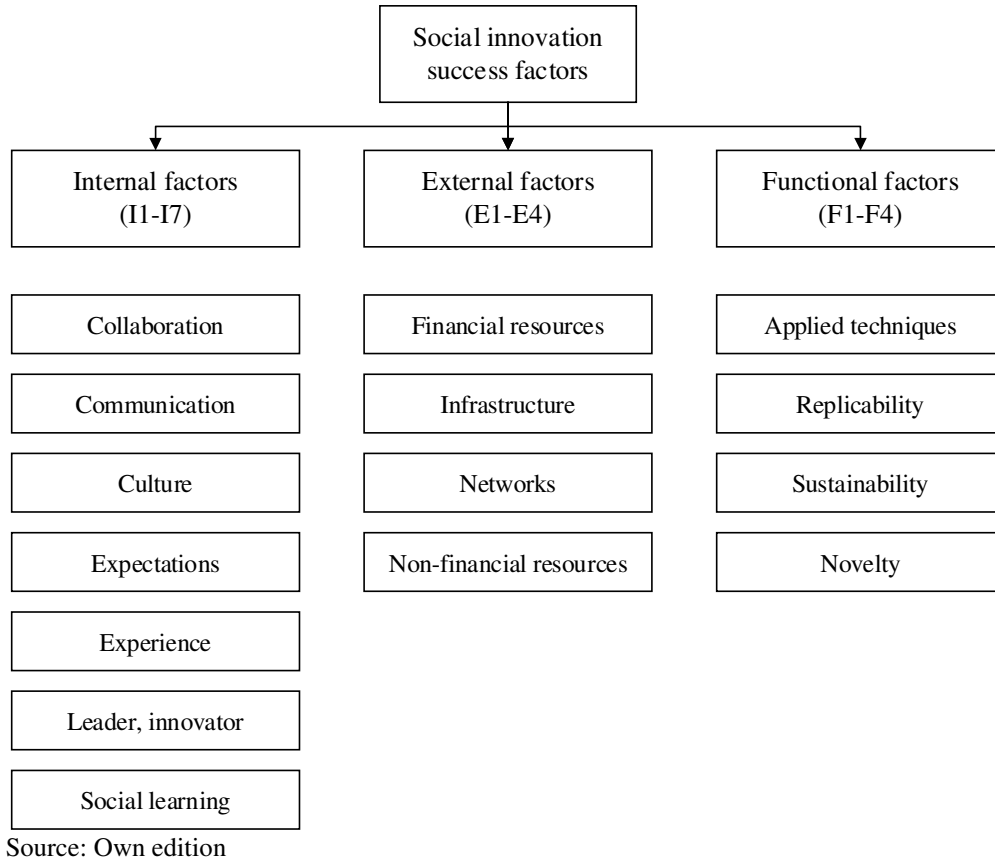 Social innovation
success factors
Internal factors
(I1-I7)
External factors
(E1-E4)
Functional factors
(F1-F4)
Collaboration
Financial resources
Applied techniques
Communication
Infrastructure
Replicability
Culture
Networks
Sustainability
Expectations
Non-financial resources
Novelty
Experience
Leader, innovator
Social learning
Source: Own edition